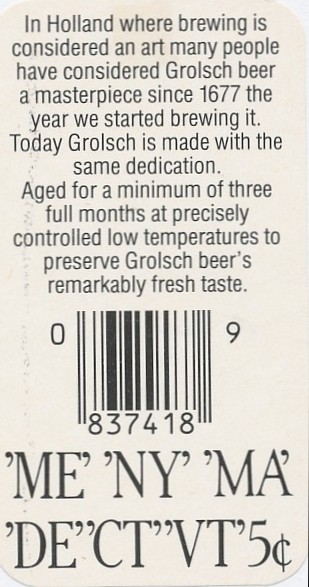 In Holland where brewing is
considered an art many people
have considered Grolsch beer
a masterpiece since 1677 the
year we started brewing it.
Today Grolsch is made with the
same dedication.
Aged for a minimum of three
full months at precisely
controlled low temperatures to
preserve Grolsch beer's
remarkably fresh taste.
0 9
837418
'ME' 'NY' 'MA'
'DE''CT''VT'5¢